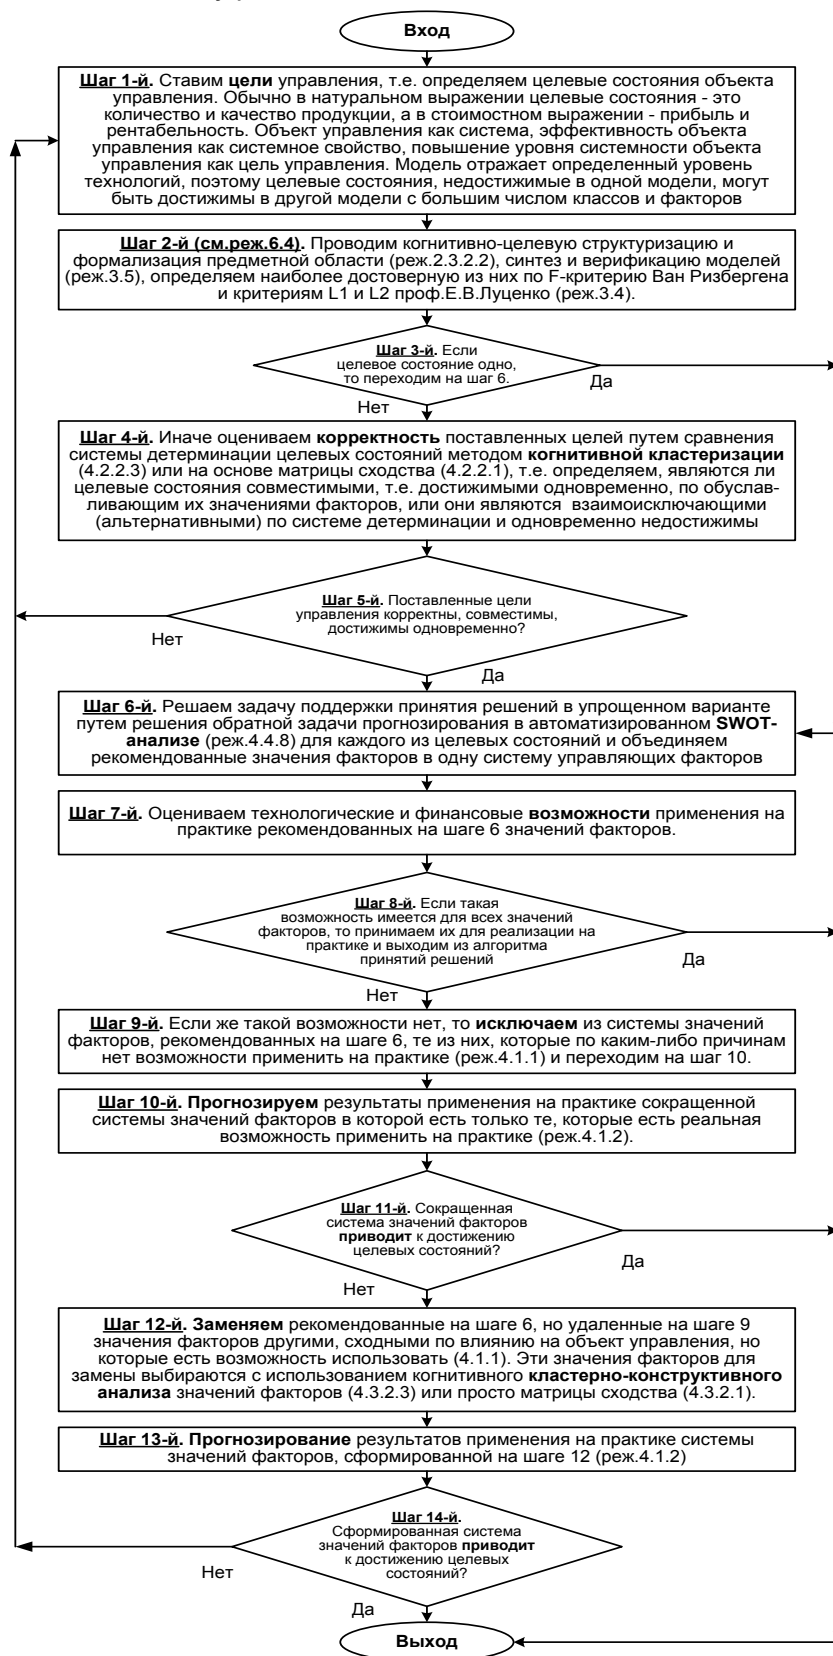 Вход
Шаг 1-й. Ставим цели управления, т.е. определяем целевые состояния объекта
управления. Обычно в натуральном выражении целевые состояния - это
количество и качество продукции, а в стоимостном выражении - прибыль и
рентабельность. Объект управления как система, эффективность объекта
управления как системное свойство, повышение уровня системности объекта
управления как цель управления. Модель отражает определенный уровень
технологий, поэтому целевые состояния, недостижимые в одной модели, могут
быть достижимы в другой модели с большим числом классов и факторов
Шаг 2-й (см.реж.6.4). Проводим когнитивно-целевую структуризацию и
формализация предметной области (реж.2.3.2.2), синтез и верификацию моделей
(реж.3.5), определяем наиболее достоверную из них по F-критерию Ван Ризбергена
и критериям L1 и L2 проф.Е.В.Луценко (реж.3.4).
Шаг 3-й. Если
целевое состояние одно,
то переходим на шаг 6.
Да
Нет
Шаг 4-й. Иначе оцениваем корректность поставленных целей путем сравнения
системы детерминации целевых состояний методом когнитивной кластеризации
(4.2.2.3) или на основе матрицы сходства (4.2.2.1), т.е. определяем, являются ли
целевые состояния совместимыми, т.е. достижимыми одновременно, по обуслав-
ливающим их значениями факторов, или они являются взаимоисключающими
(альтернативными) по системе детерминации и одновременно недостижимы
Шаг 5-й. Поставленные цели
управления корректны, совместимы,
достижимы одновременно?
Нет
Да
Шаг 6-й. Решаем задачу поддержки принятия решений в упрощенном варианте
путем решения обратной задачи прогнозирования в автоматизированном SWOT-
анализе (реж.4.4.8) для каждого из целевых состояний и объединяем
рекомендованные значения факторов в одну систему управляющих факторов
Шаг 7-й. Оцениваем технологические и финансовые возможности применения на
практике рекомендованных на шаге 6 значений факторов.
Шаг 8-й. Если такая
возможность имеется для всех значений
факторов, то принимаем их для реализации на
практике и выходим из алгоритма
принятий решений
Да
Нет
Шаг 9-й. Если же такой возможности нет, то исключаем из системы значений
факторов, рекомендованных на шаге 6, те из них, которые по каким-либо причинам
нет возможности применить на практике (реж.4.1.1) и переходим на шаг 10.
Шаг 10-й. Прогнозируем результаты применения на практике сокращенной
системы значений факторов в которой есть только те, которые есть реальная
возможность применить на практике (реж.4.1.2).
Шаг 11-й. Сокращенная
система значений факторов
приводит к достижению
целевых состояний?
Да
Нет
Шаг 12-й. Заменяем рекомендованные на шаге 6, но удаленные на шаге 9
значения факторов другими, сходными по влиянию на объект управления, но
которые есть возможность использовать (4.1.1). Эти значения факторов для
замены выбираются с использованием когнитивного кластерно-конструктивного
анализа значений факторов (4.3.2.3) или просто матрицы сходства (4.3.2.1).
Шаг 13-й. Прогнозирование результатов применения на практике системы
значений факторов, сформированной на шаге 12 (реж.4.1.2)
Шаг 14-й.
Сформированная система
значений факторов приводит
к достижению целевых
состояний?
Нет
Да
Выход